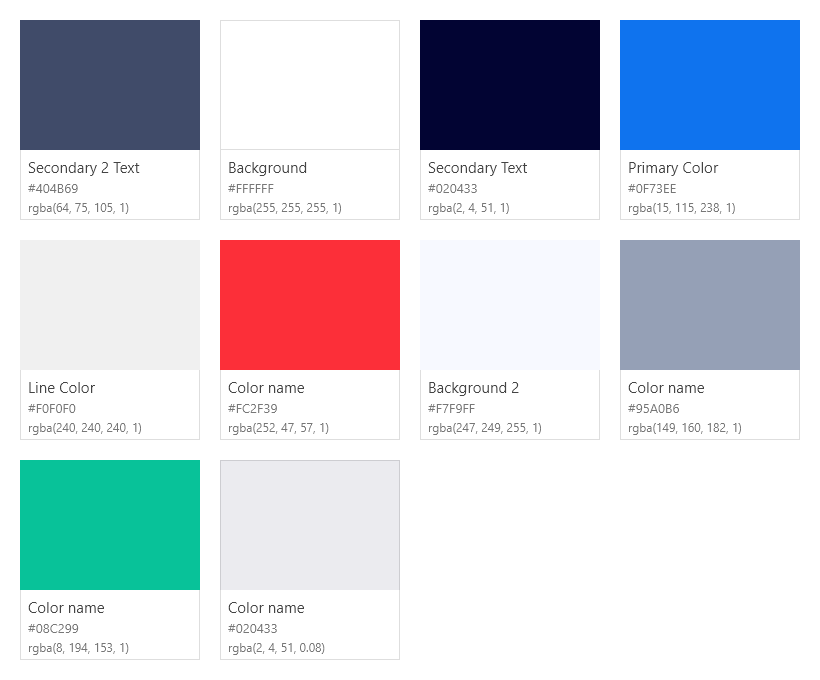 Secondary 2 Text
#404B69
rgba(64, 75, 105, 1)
Background
#FFFFFF
rgba(255, 255, 255, 1)
Secondary Text
#020433
rgba(2, 4, 51, 1)
Primary Color
#0F73EE
rgba(15, 115, 238, 1)
Line Color
#F0F0F0
rgba(240, 240, 240, 1)
Color name
#FC2F39
rgba(252, 47, 57, 1)
Background 2
#F7F9FF
rgba(247, 249, 255, 1)
Color name
#95A0B6
rgba(149, 160, 182, 1)
Color name
#08C299
rgba(8, 194, 153, 1)
Color name
#020433
rgba(2, 4, 51, 0.08)